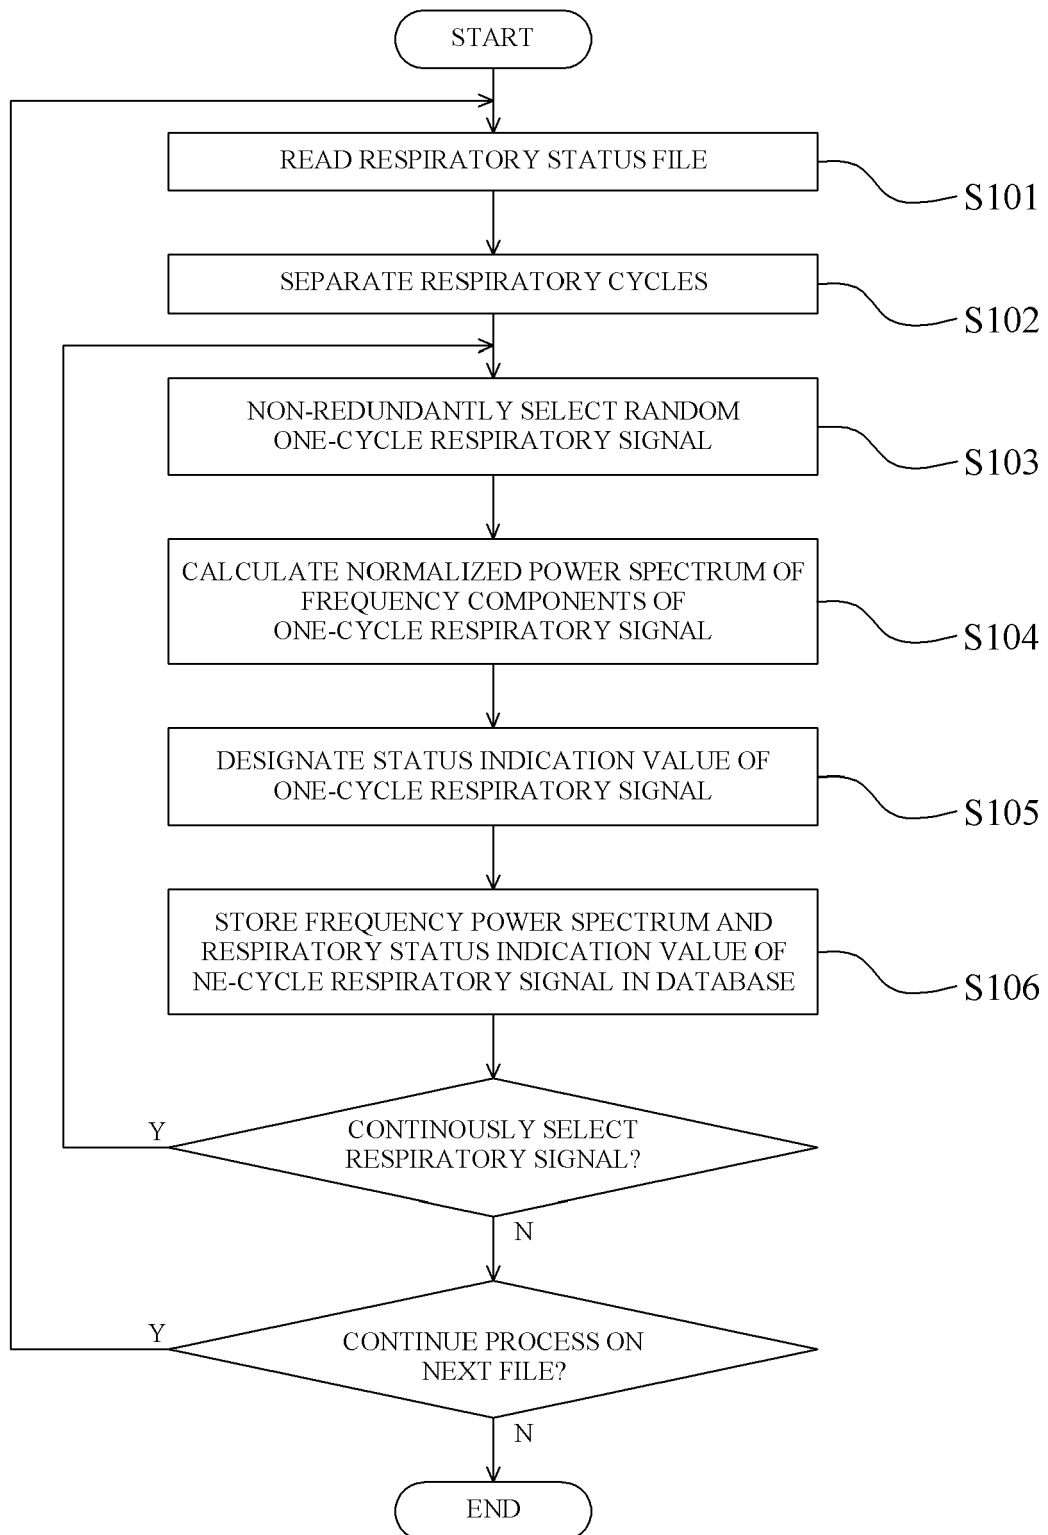 START
READ RESPIRATORY STATUS FILE
S101
SEPARATE RESPIRATORY CYCLES
S102
NON-REDUNDANTLY SELECT RANDOM
ONE-CYCLE RESPIRATORY SIGNAL
S103
CALCULATE NORMALIZED POWER SPECTRUM OF
FREQUENCY COMPONENTS OF
ONE-CYCLE RESPIRATORY SIGNAL
S104
DESIGNATE STATUS INDICATION VALUE OF
ONE-CYCLE RESPIRATORY SIGNAL
S105
STORE FREQUENCY POWER SPECTRUM AND
RESPIRATORY STATUS INDICATION VALUE OF
NE-CYCLE RESPIRATORY SIGNAL IN DATABASE
S106
Y
CONTINOUSLY SELECT
RESPIRATORY SIGNAL?
N
Y
CONTINUE PROCESS ON
NEXT FILE?
N
END